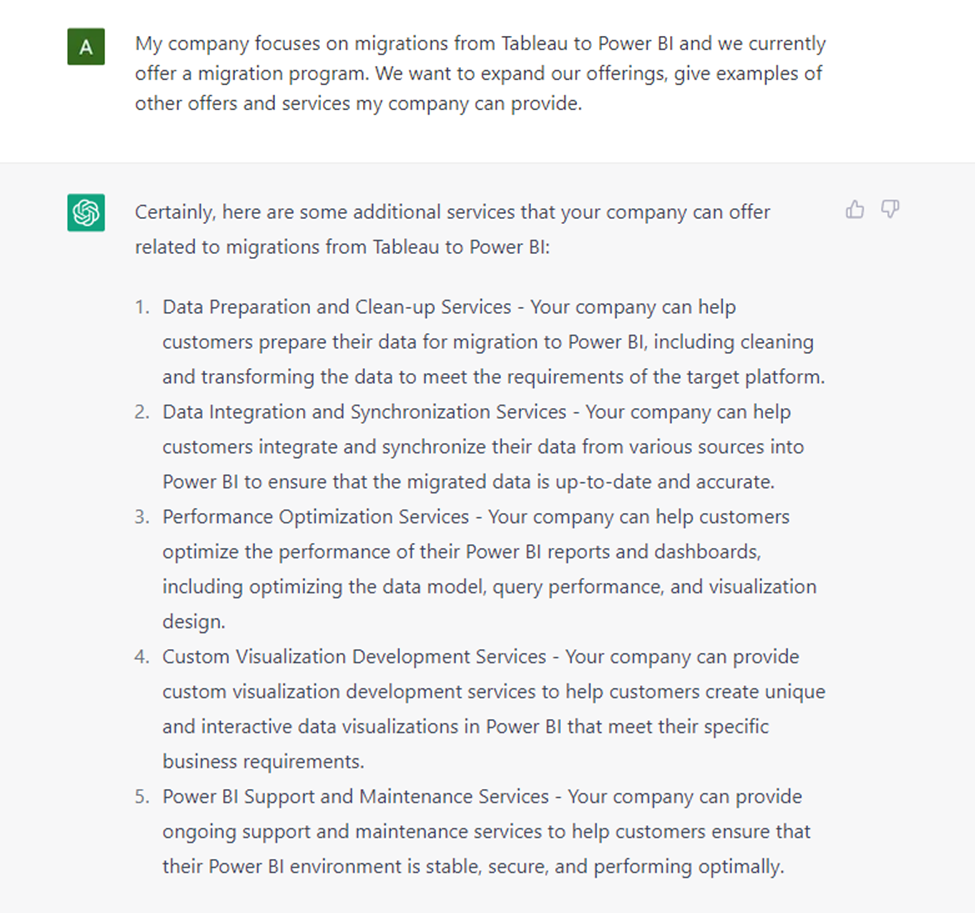 A
My company focuses on migrations from Tableau to Power BI and we currently
offer a migration program. We want to expand our offerings, give examples of
other offers and services my company can provide.
Certainly, here are some additional services that your company can offer
related to migrations from Tableau to Power BI:
1. Data Preparation and Clean-up Services - Your company can help
customers prepare their data for migration to Power BI, including cleaning
and transforming the data to meet the requirements of the target platform.
2. Data Integration and Synchronization Services - Your company can help
customers integrate and synchronize their data from various sources into
Power BI to ensure that the migrated data is up-to-date and accurate.
3. Performance Optimization Services - Your company can help customers
optimize the performance of their Power BI reports and dashboards,
including optimizing the data model, query performance, and visualization
design.
4. Custom Visualization Development Services - Your company can provide
custom visualization development services to help customers create unique
and interactive data visualizations in Power BI that meet their specific
business requirements.
5. Power BI Support and Maintenance Services - Your company can provide
ongoing support and maintenance services to help customers ensure that
their Power BI environment is stable, secure, and performing optimally.